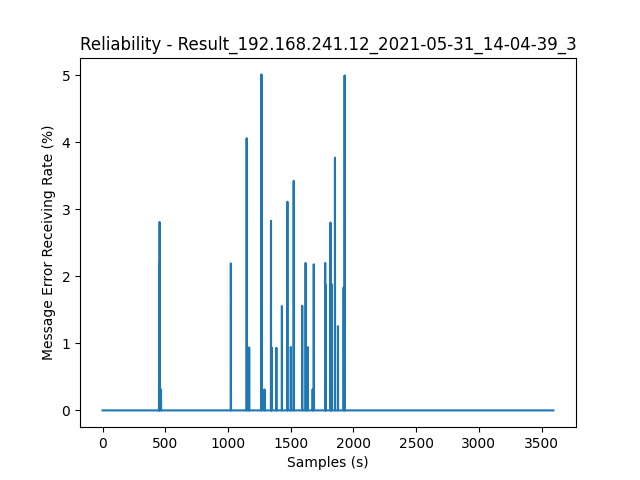 Reliability - Result_192.168.241.12_2021-05-31_14-04-39_3
5
4
3
2
1
0
Message Error Receiving Rate (%)
0 500 1000 1500 2000 2500 3000 3500
Samples (s)